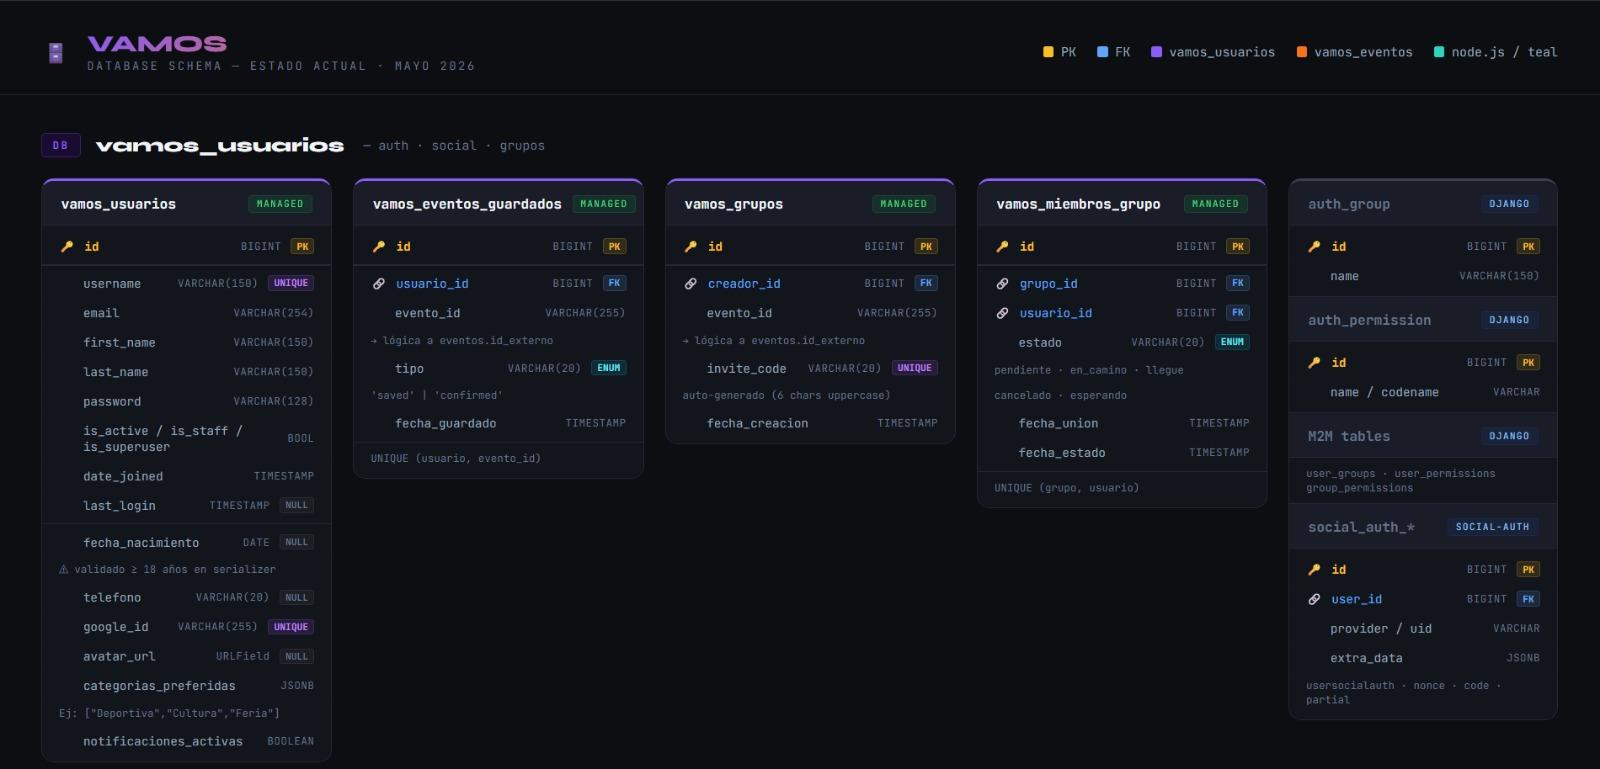 VAMOS
DATABASE SCHEMA — ESTADO ACTUAL · MAYO 2026
PK FK vamos_usuarios vamos_eventos node.js / teal
DB vamos_usuarios — auth · social · grupos
vamos_usuarios MANAGED
id BIGINT PK
username VARCHAR(150) UNIQUE
email VARCHAR(254)
first_name VARCHAR(150)
last_name VARCHAR(150)
password VARCHAR(128)
is_active / is_staff /
is_superuser BOOL
date_joined TIMESTAMP
last_login TIMESTAMP NULL
fecha_nacimiento DATE NULL
⚠ validado ≥ 18 años en serializer
telefono VARCHAR(20) NULL
google_id VARCHAR(255) UNIQUE
avatar_url URLField NULL
categorias_preferidas JSONB
Ej: ["Deportiva","Cultura","Feria"]
notificaciones_activas BOOLEAN
vamos_eventos_guardados MANAGED
id BIGINT PK
usuario_id BIGINT FK
evento_id VARCHAR(255)
→ lógica a eventos.id_externo
tipo VARCHAR(20) ENUM
'saved' | 'confirmed'
fecha_guardado TIMESTAMP
UNIQUE (usuario, evento_id)
vamos_grupos MANAGED
id BIGINT PK
creador_id BIGINT FK
evento_id VARCHAR(255)
→ lógica a eventos.id_externo
invite_code VARCHAR(20) UNIQUE
auto-generado (6 chars uppercase)
fecha_creacion TIMESTAMP
vamos_miembros_grupo MANAGED
id BIGINT PK
grupo_id BIGINT FK
usuario_id BIGINT FK
estado VARCHAR(20) ENUM
pendiente · en_camino · llegue
cancelado · esperando
fecha_union TIMESTAMP
fecha_estado TIMESTAMP
UNIQUE (grupo, usuario)
auth_group DJANGO
id BIGINT PK
name VARCHAR(150)
auth_permission DJANGO
id BIGINT PK
name / codename VARCHAR
M2M tables DJANGO
user_groups · user_permissions
group_permissions
social_auth_* SOCIAL-AUTH
id BIGINT PK
user_id BIGINT FK
provider / uid VARCHAR
extra_data JSONB
usersocialauth · nonce · code ·
partial